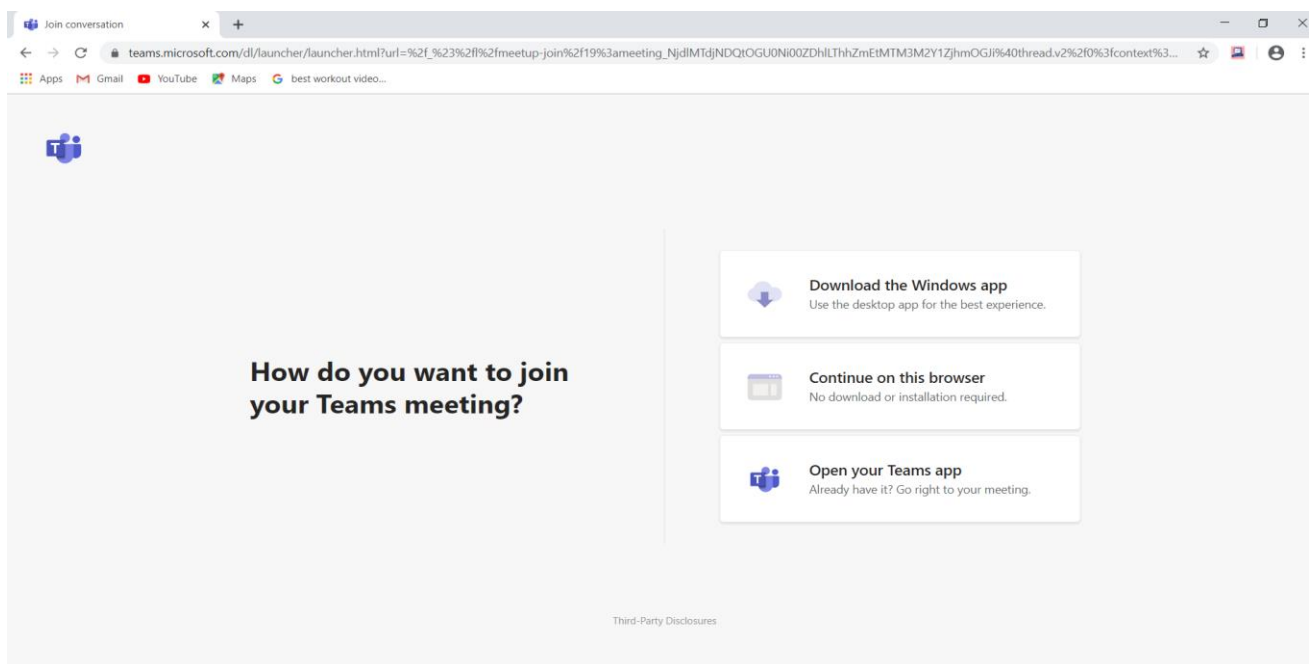 Join conversation
teams.microsoft.com/dl/launcher/launcher.html?url=%2f_%23%2fl%2fmeetup-join%2f19%3ameeting_NjdlMTdjNDQtOGU0Ni00ZDhlLThhZmEtMTM3M2Y1ZjhmOGJi%40thread.v2%2f0%3fcontext%3...
Apps Gmail YouTube Maps best workout video...
Download the Windows app
Use the desktop app for the best experience.
How do you want to join
your Teams meeting?
Continue on this browser
No download or installation required.
Open your Teams app
Already have it? Go right to your meeting.
Third-Party Disclosures